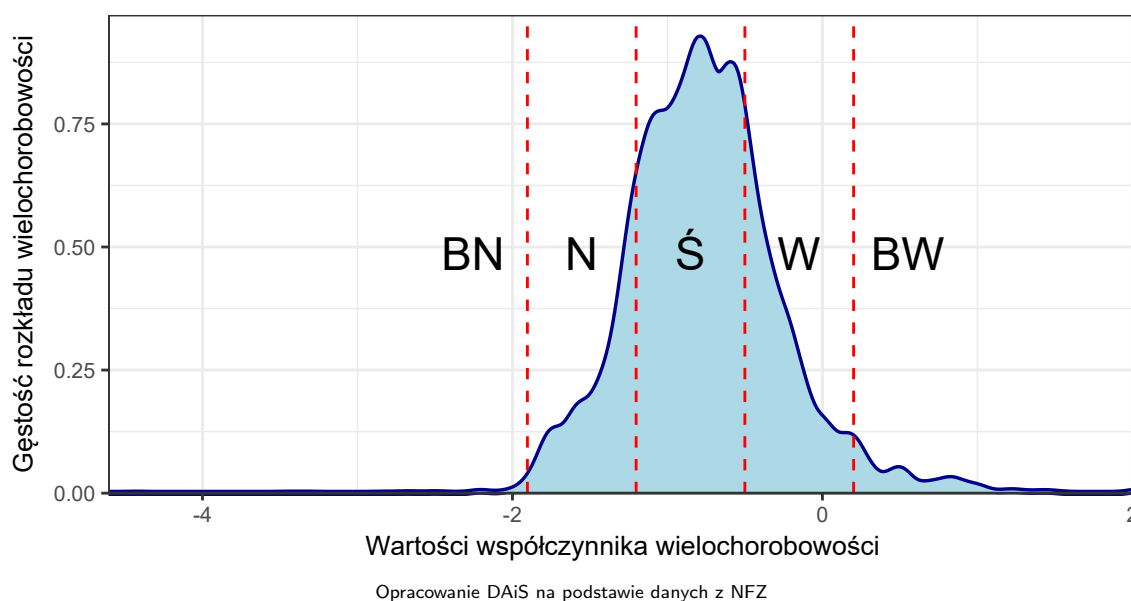 Gęstość rozkładu wielochorobowości
0.75
0.50
0.25
0.00
BN N Ś W BW
-4 -2 0 2
Wartości współczynnika wielochorobowości
Opracowanie DAiS na podstawie danych z NFZ